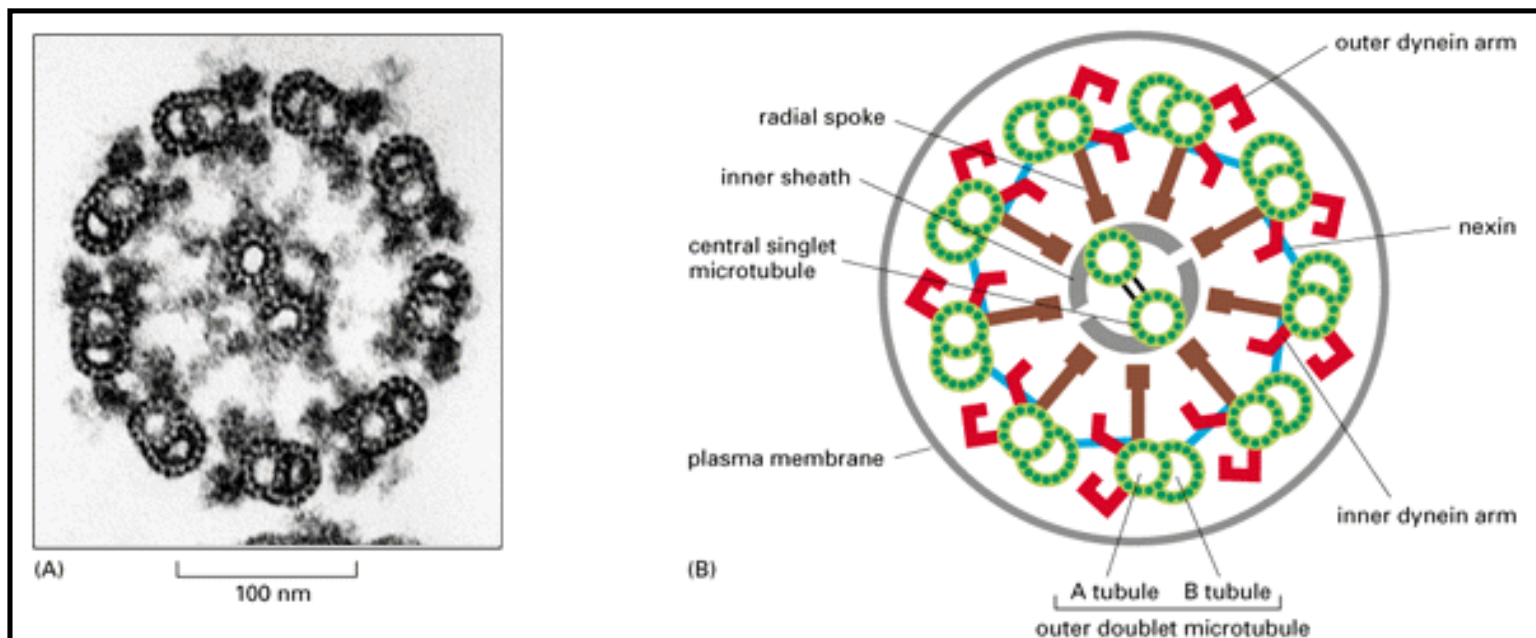 (A)
100 nm
outer dynein arm
radial spoke
inner sheath
nexin
central singlet
microtubule
plasma membrane
inner dynein arm
(B)
A tubule B tubule
outer doublet microtubule